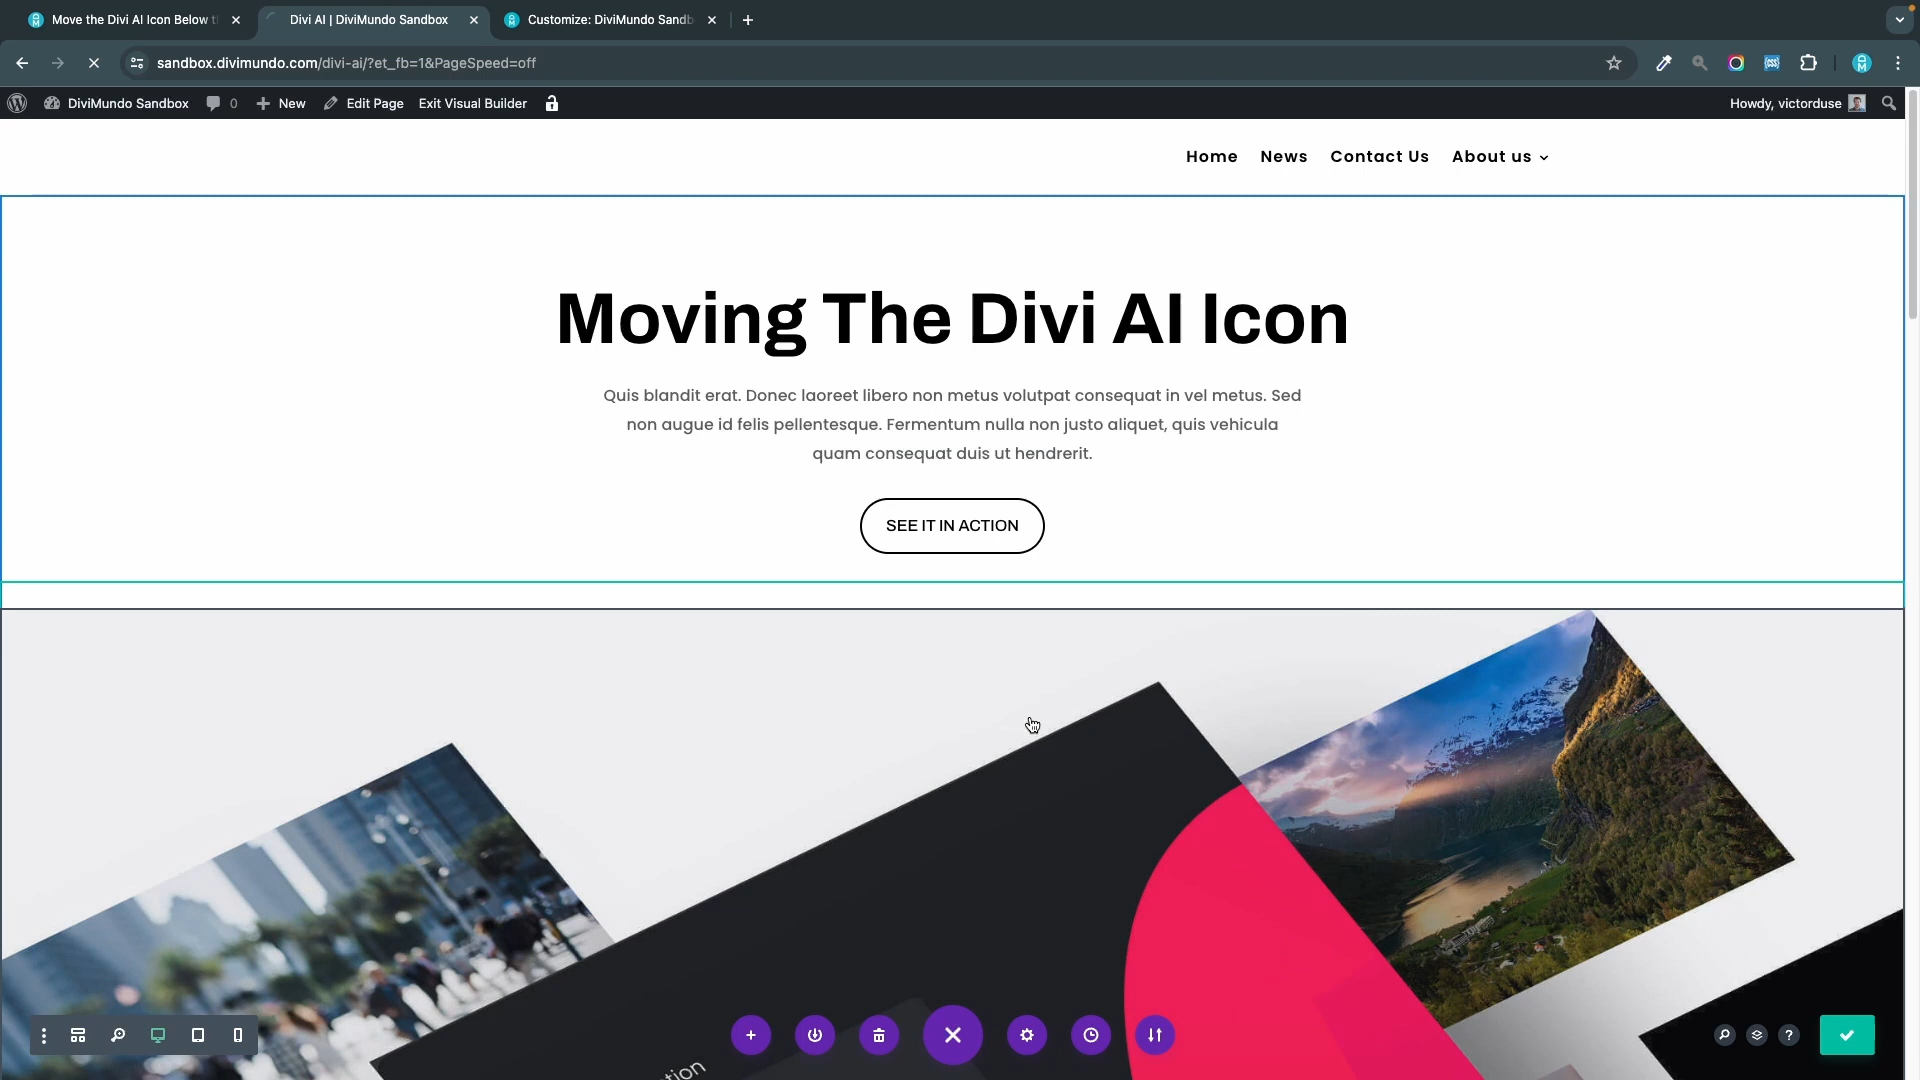 Move the Divi AI Icon Below t
Divi AI | DiviMundo Sandbox
Customize: DiviMundo Sandb
sandbox.divimundo.com/divi-ai/?et_fb=1&PageSpeed=off
DiviMundo Sandbox
0
New
Edit Page
Exit Visual Builder
Howdy, victorduse
Home
News
Contact Us
About us
Moving The Divi AI Icon
Quis blandit erat. Donec laoreet libero non metus volutpat consequat in vel metus. Sed
non augue id felis pellentesque. Fermentum nulla non justo aliquet, quis vehicula
quam consequat duis ut hendrerit.
SEE IT IN ACTION
tion